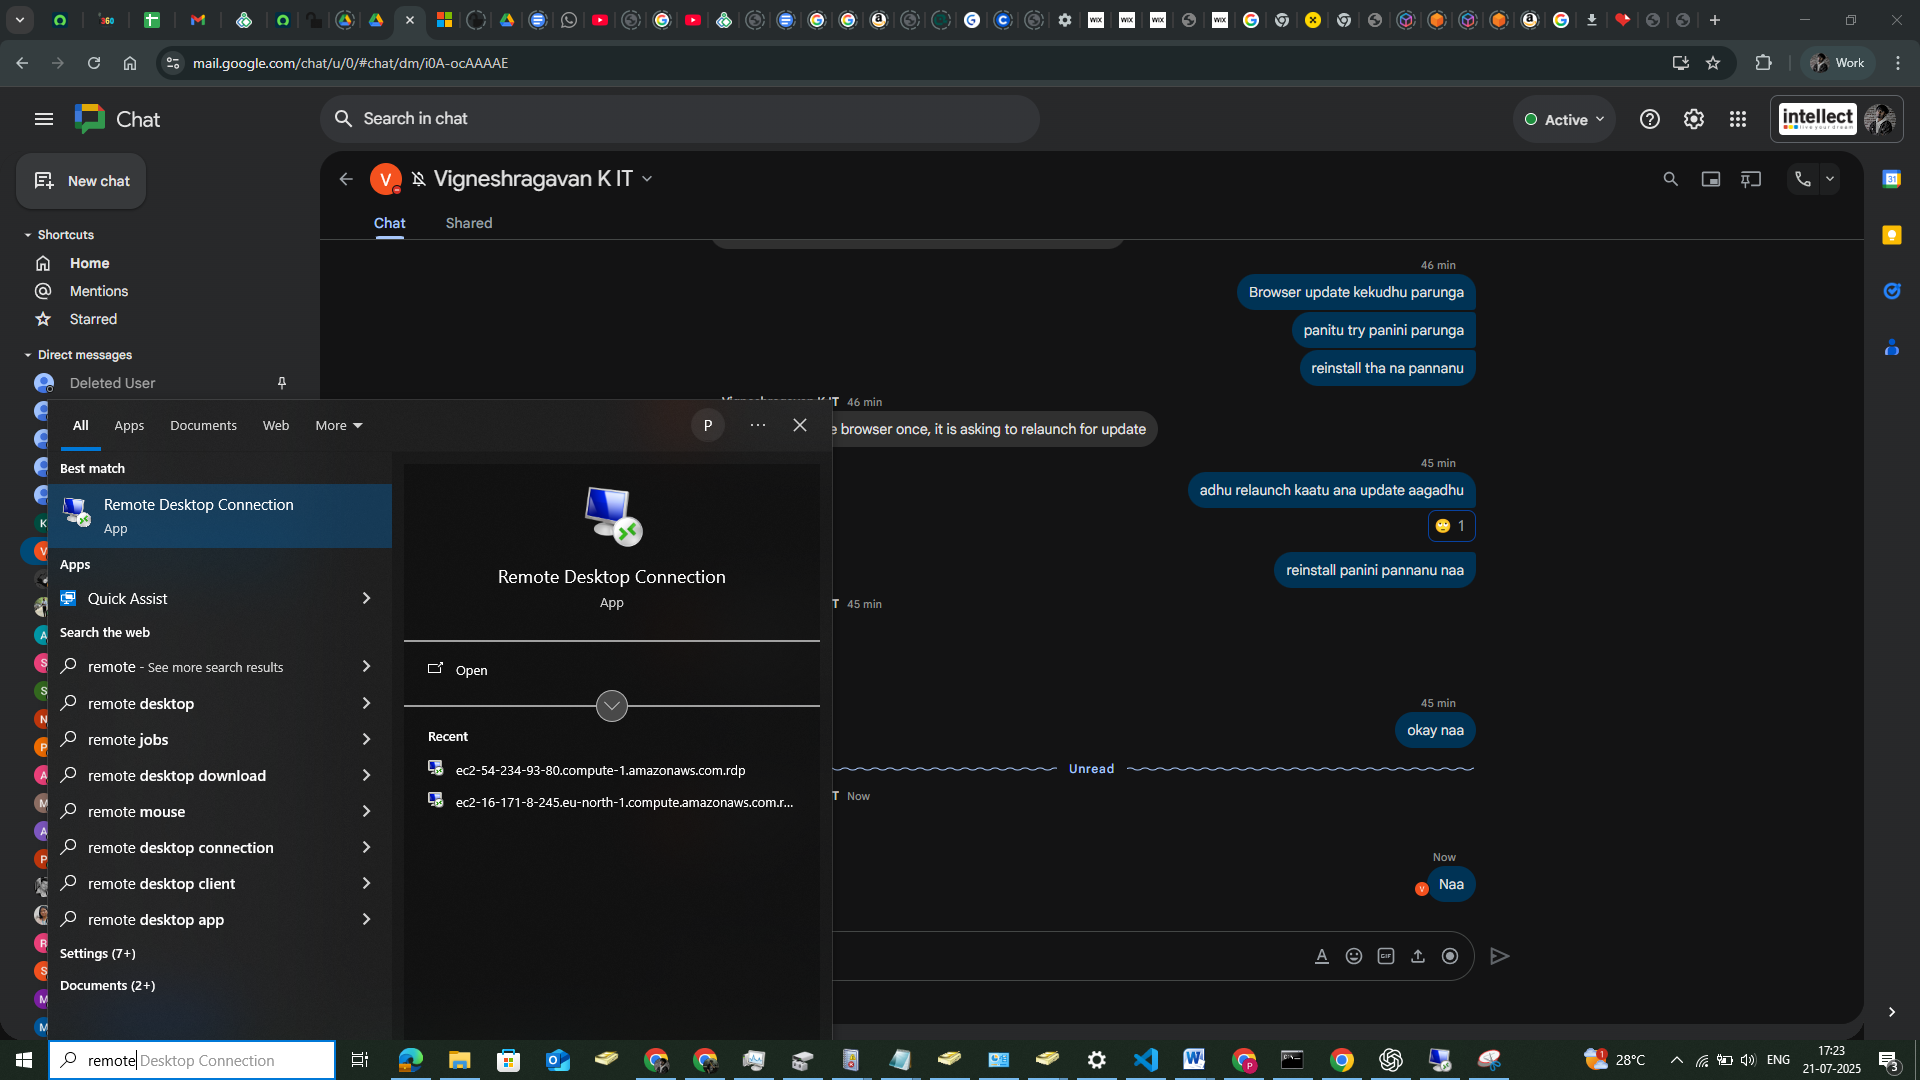 360
WIX
WIX
WIX
WIX
mail.google.com/chat/u/0/#chat/dm/i0A-ocAAAAE
Work
Chat
Search in chat
Active
intellect
New chat
V
Vigneshragavan K IT
Chat
Shared
Shortcuts
Home
Mentions
Starred
Direct messages
Deleted User
46 min
Browser update kekudhu parunga
panitu try panini parunga
reinstall tha na pannanu
46 min
e browser once, it is asking to relaunch for update
45 min
adhu relaunch kaatu ana update aagadhu
1
reinstall panini pannanu naa
T 45 min
45 min
okay naa
Unread
T Now
Now
Naa
V
GIF
All
Apps
Documents
Web
More
P
Best match
Remote Desktop Connection
App
Apps
Quick Assist
Search the web
remote - See more search results
remote desktop
remote jobs
remote desktop download
remote mouse
remote desktop connection
remote desktop client
remote desktop app
Settings (7+)
Documents (2+)
Remote Desktop Connection
App
Open
Recent
ec2-54-234-93-80.compute-1.amazonaws.com.rdp
ec2-16-171-8-245.eu-north-1.compute.amazonaws.com.r...
remote Desktop Connection
1
28°C
ENG
17:23
21-07-2025
3